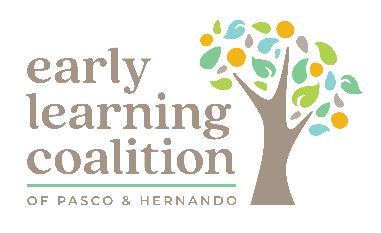 early
learning
coalition
OF PASCO & HERNANDO